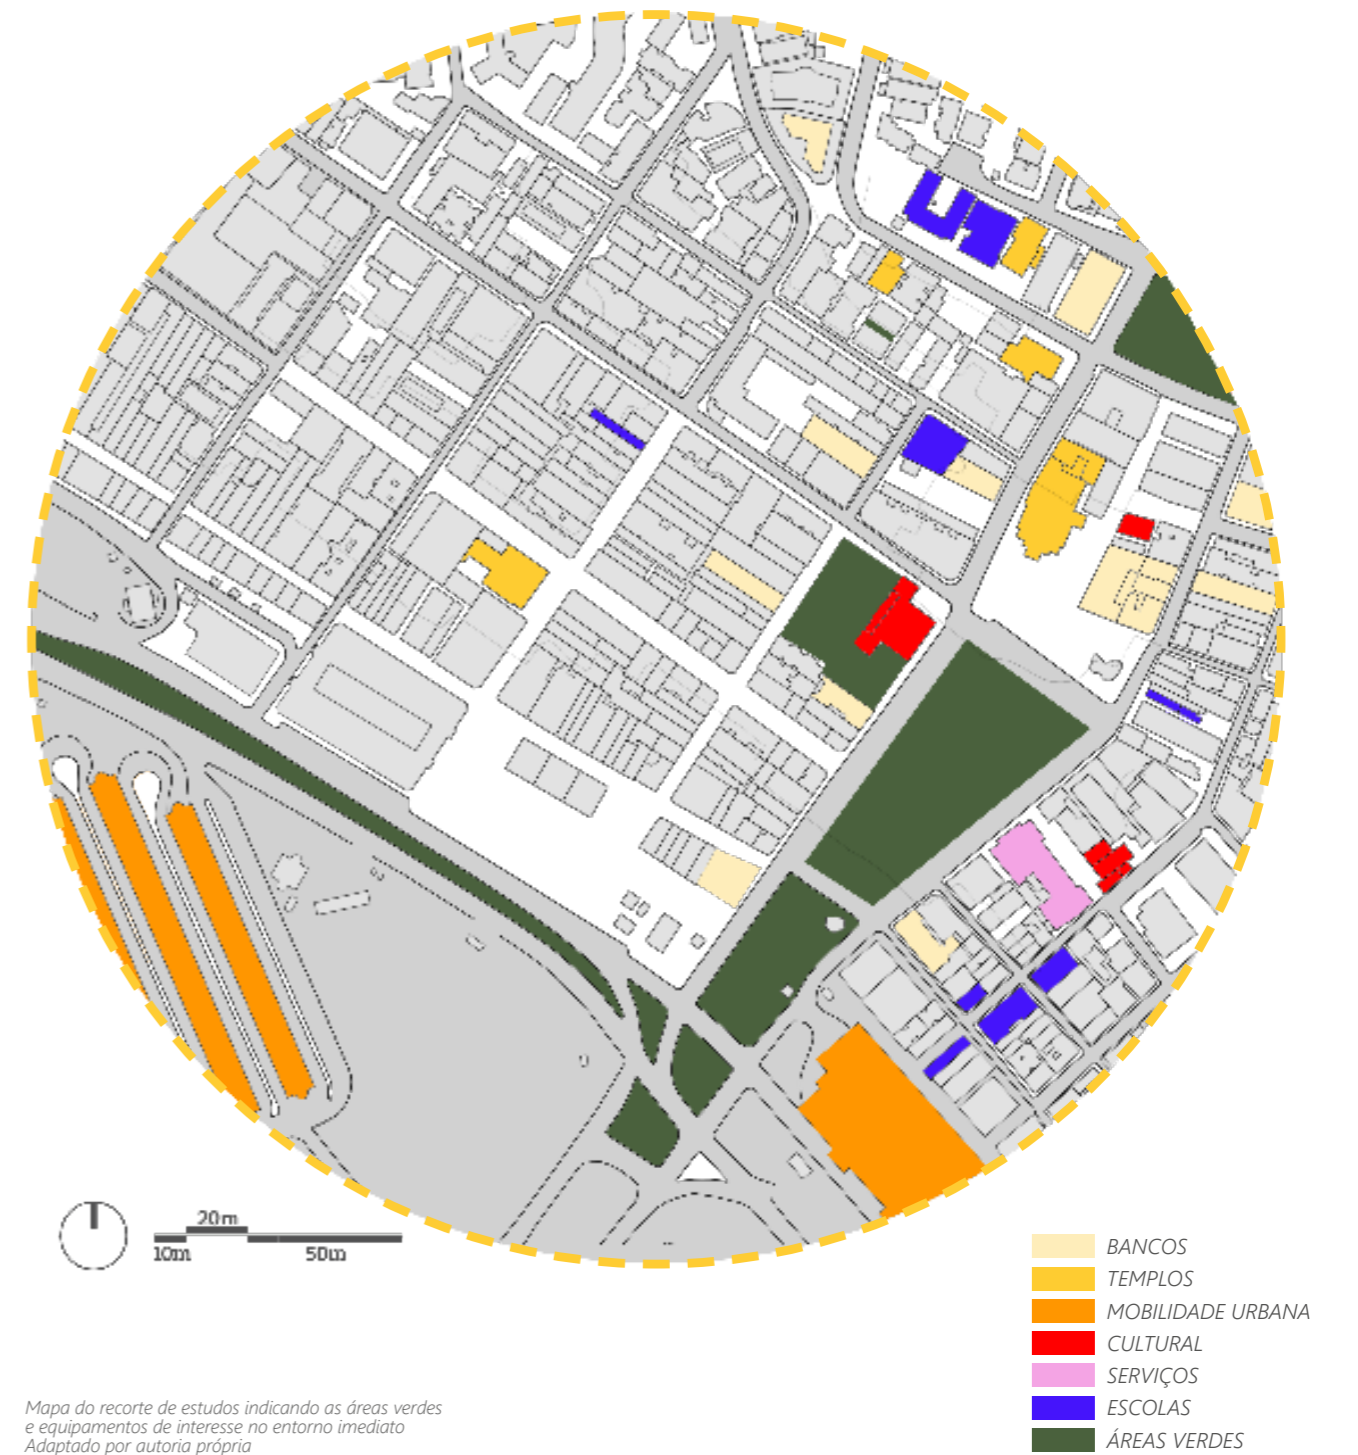 20m
10m
50m
BANCOS
TEMPLOS
MOBILIDADE URBANA
CULTURAL
SERVIÇOS
ESCOLAS
ÁREAS VERDES
Mapa do recorte de estudos indicando as áreas verdes
e equipamentos de interesse no entorno imediato
Adaptado por autoria própria